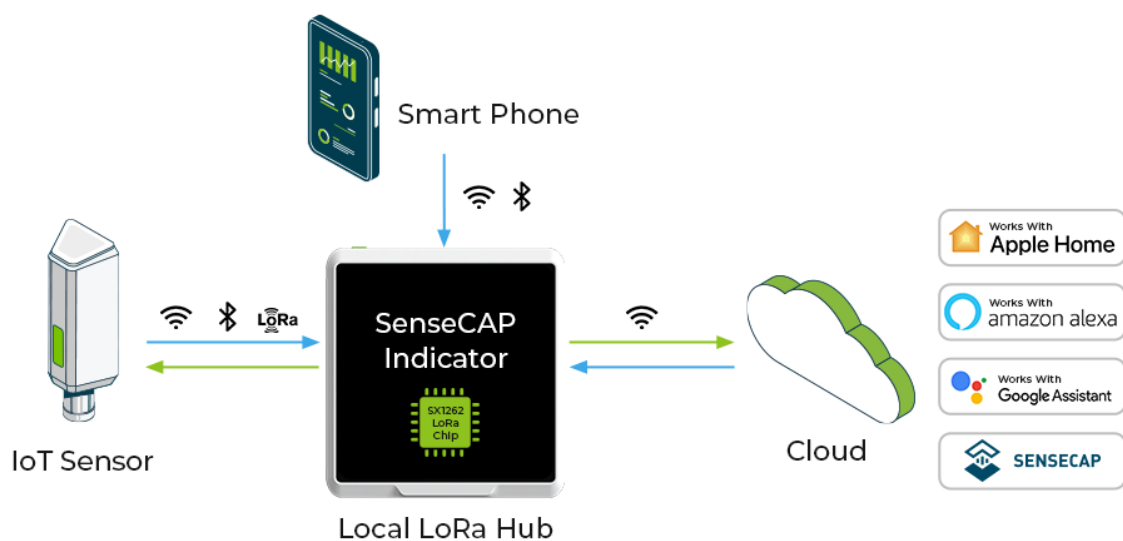 Smart Phone
IoT Sensor
LoRa
SenseCAP
Indicator
SX1262
LoRa
Chip
Local LoRa Hub
Cloud
Works With
Apple Home
Works With
amazon alexa
Works With
Google Assistant
SENSECAP